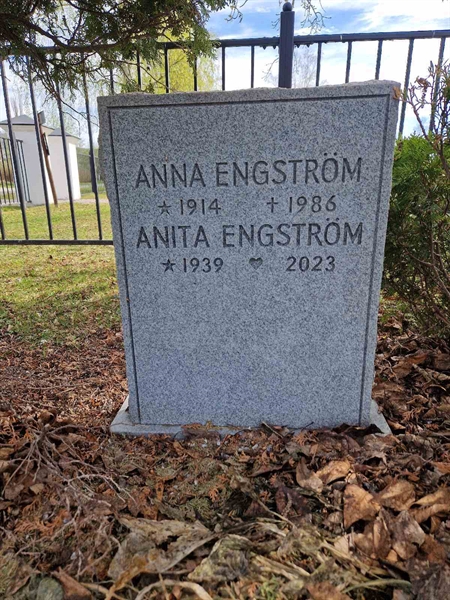 ANNA ENGSTRÖM
☆ 1914 ✝ 1986
ANITA ENGSTRÖM
☆ 1939 ♡ 2023